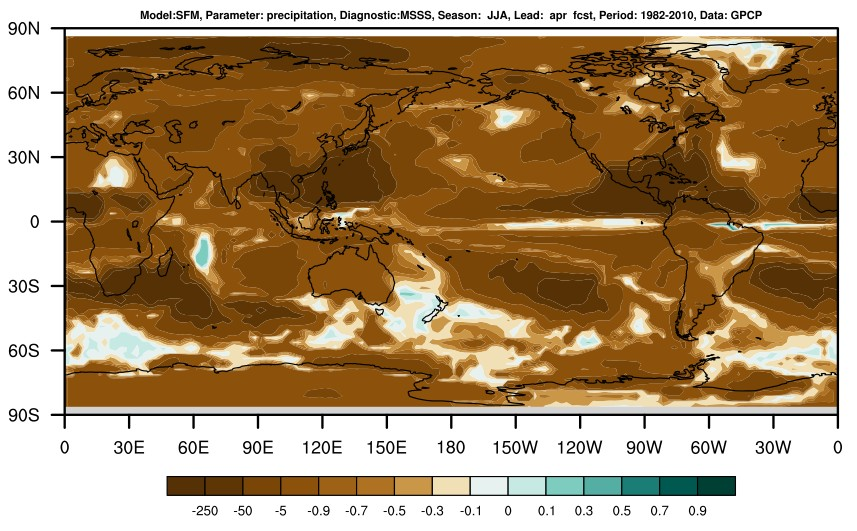 Model:SFM, Parameter: precipitation, Diagnostic:MSSS, Season: JJA, Lead: apr fcst, Period: 1982-2010, Data: GPCP
90N
60N
30N
0
30S
60S
90S
0 30E 60E 90E 120E 150E 180 150W 120W 90W 60W 30W 0
-250 -50 -5 -0.9 -0.7 -0.5 -0.3 -0.1 0 0.1 0.3 0.5 0.7 0.9